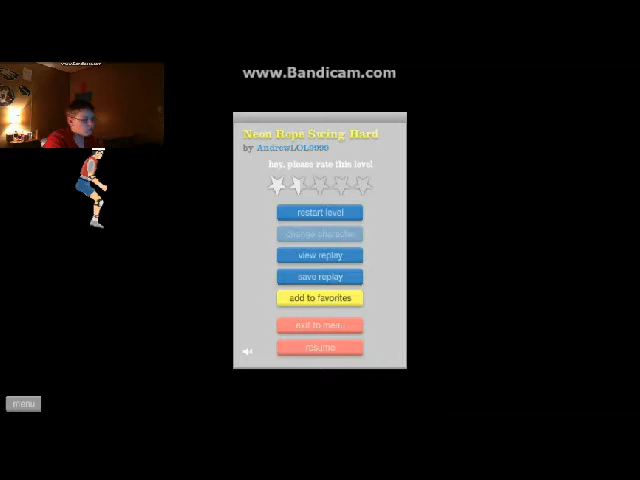 www.Bandicam.com
Neon Rope Swing Hard
by AndrewLOL9999
hey, please rate this level
restart level
change character
view replay
save replay
add to favorites
exit to menu
resume
menu